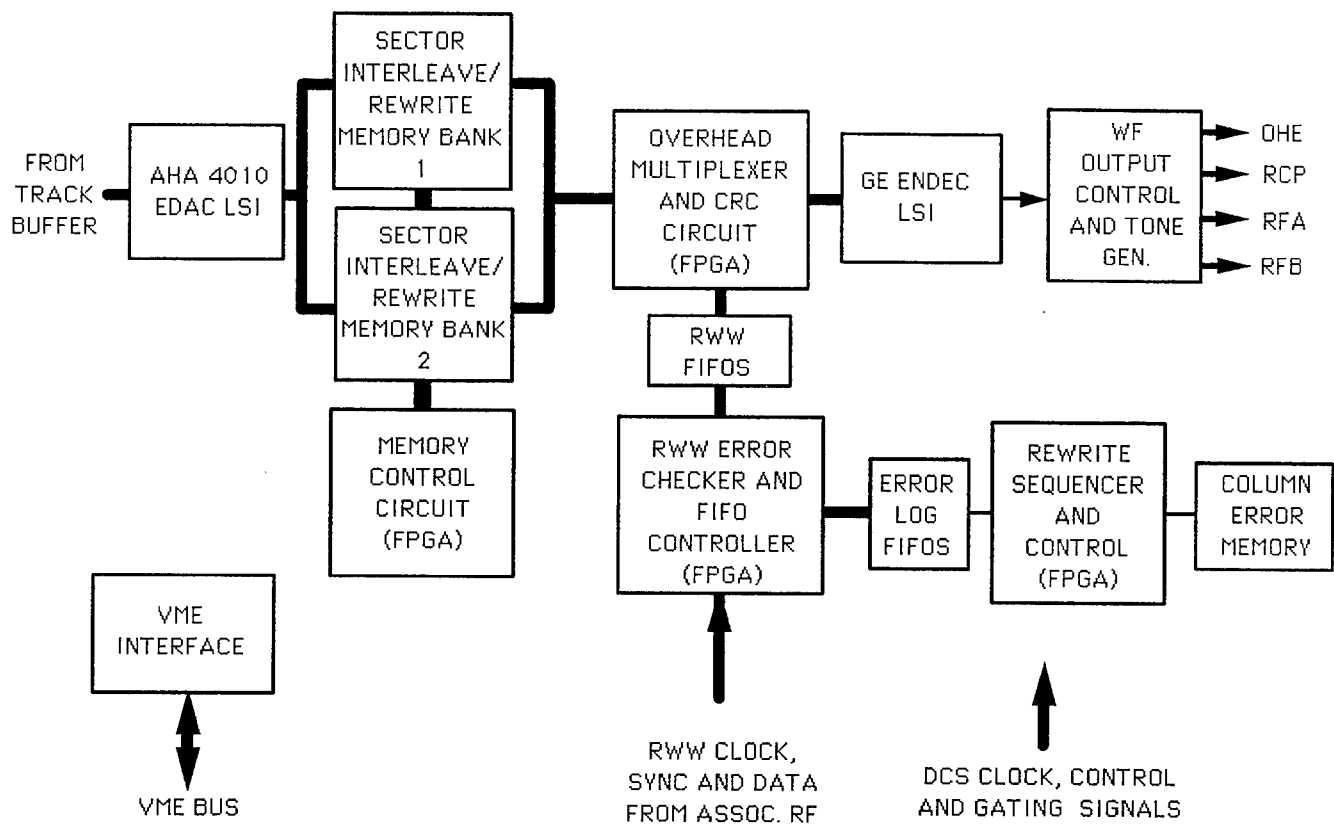 FROM
TRACK
BUFFER
AHA 4010
EDAC LSI
SECTOR
INTERLEAVE/
REWRITE
MEMORY BANK
1
SECTOR
INTERLEAVE/
REWRITE
MEMORY BANK
2
MEMORY
CONTROL
CIRCUIT
(FPGA)
OVERHEAD
MULTIPLEXER
AND CRC
CIRCUIT
(FPGA)
GE ENDEC
LSI
WF
OUTPUT
CONTROL
AND TONE
GEN.
OHE
RCP
RFA
RFB
RWW
FIFOS
RWW ERROR
CHECKER AND
FIFO
CONTROLLER
(FPGA)
ERROR
LOG
FIFOS
REWRITE
SEQUENCER
AND
CONTROL
(FPGA)
COLUMN
ERROR
MEMORY
VME
INTERFACE
VME BUS
RWW CLOCK,
SYNC AND DATA
FROM ASSOC. RF
DCS CLOCK, CONTROL
AND GATING SIGNALS